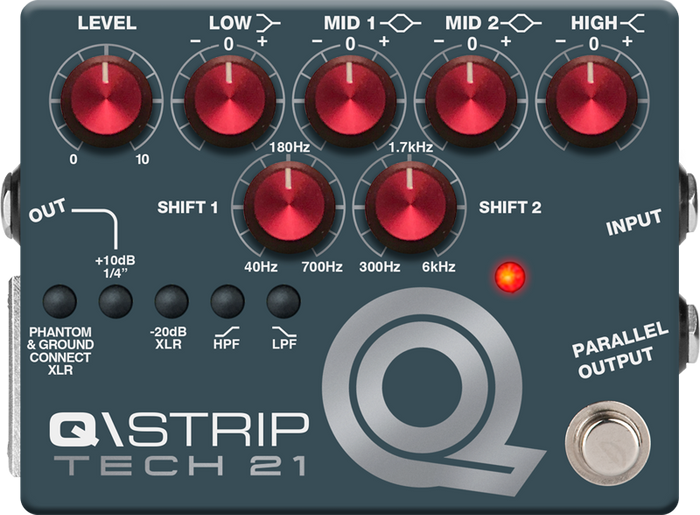 LEVEL LOW MID 1 MID 2 HIGH
− 0 + − 0 + − 0 + − 0 +
0 10
180Hz 1.7kHz
SHIFT 1 SHIFT 2
OUT INPUT
40Hz 700Hz 300Hz 6kHz
+10dB
1/4”
PHANTOM
& GROUND
CONNECT
XLR
-20dB
XLR
HPF
LPF
PARALLEL
OUTPUT
Q\STRIP
TECH 21
Q